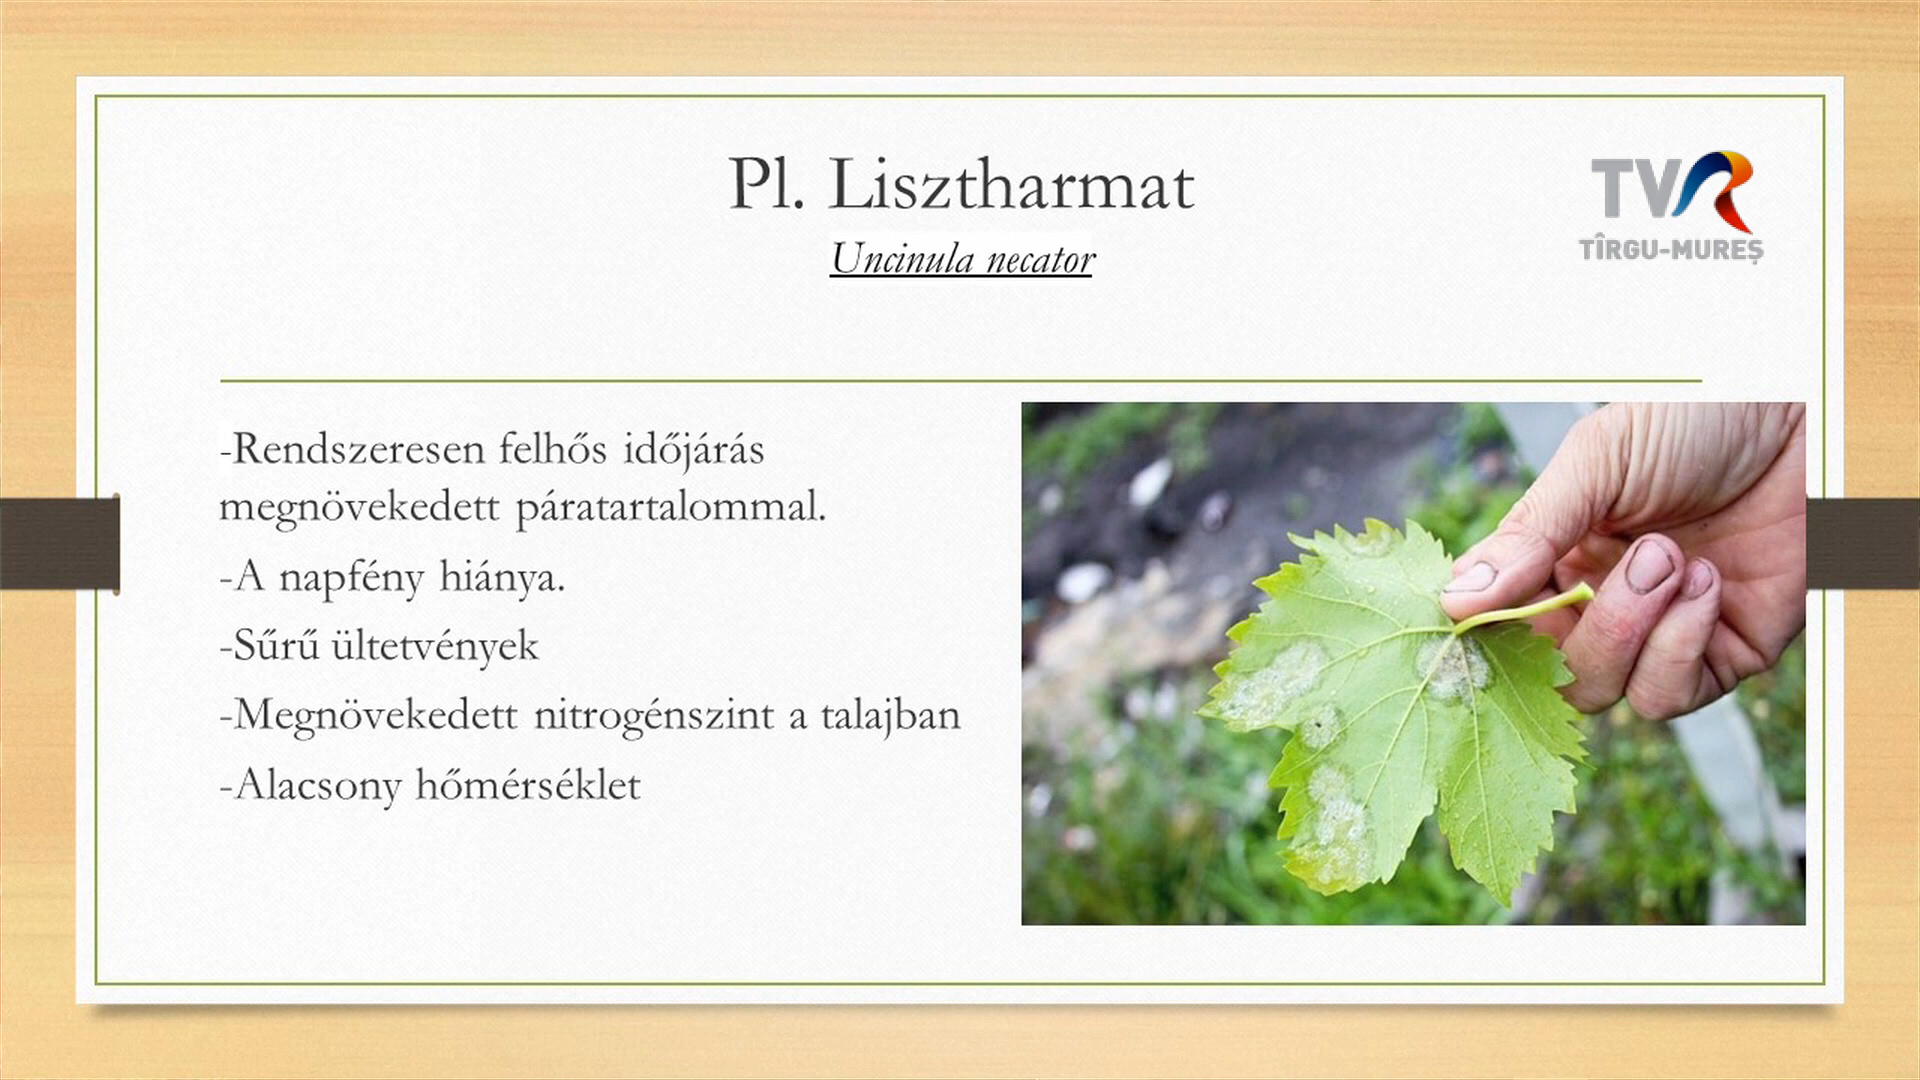 Pl. Lisztharmat
Uncinula necator
TVR
TÎRGU-MUREȘ
-Rendszeresen felhős időjárás
megnövekedett páratartalommal.
-A napfény hiánya.
-Sűrű ültetvények
-Megnövekedett nitrogénszint a talajban
-Alacsony hőmérséklet